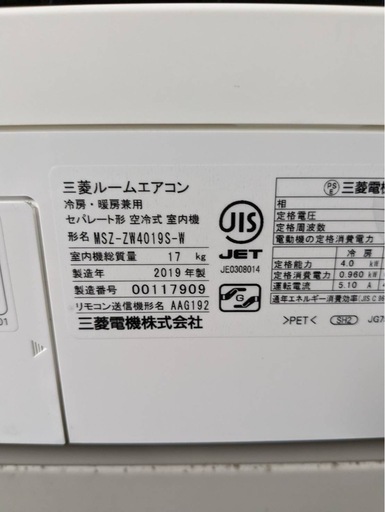 三菱ルームエアコン
冷房・暖房兼用
セパレート形 空冷式 室内機
形名 MSZ-ZW4019S-W
室内機総質量 17 kg
製造年 2019 年製
製造番号 00117909
リモコン送信機形名 AAG192
三菱電機株式会社
JIS
JET
JE0308014
G
PS
E
三菱電
相
定格電圧
定格周波数
電動機の定格消費電力
冷 房
定格能力 4.0 kW
定格消費電力 0.960 kW
運転電流 5.10 A
通年エネルギー消費効率(JIS C 96
>PET< SH2 JG7
01